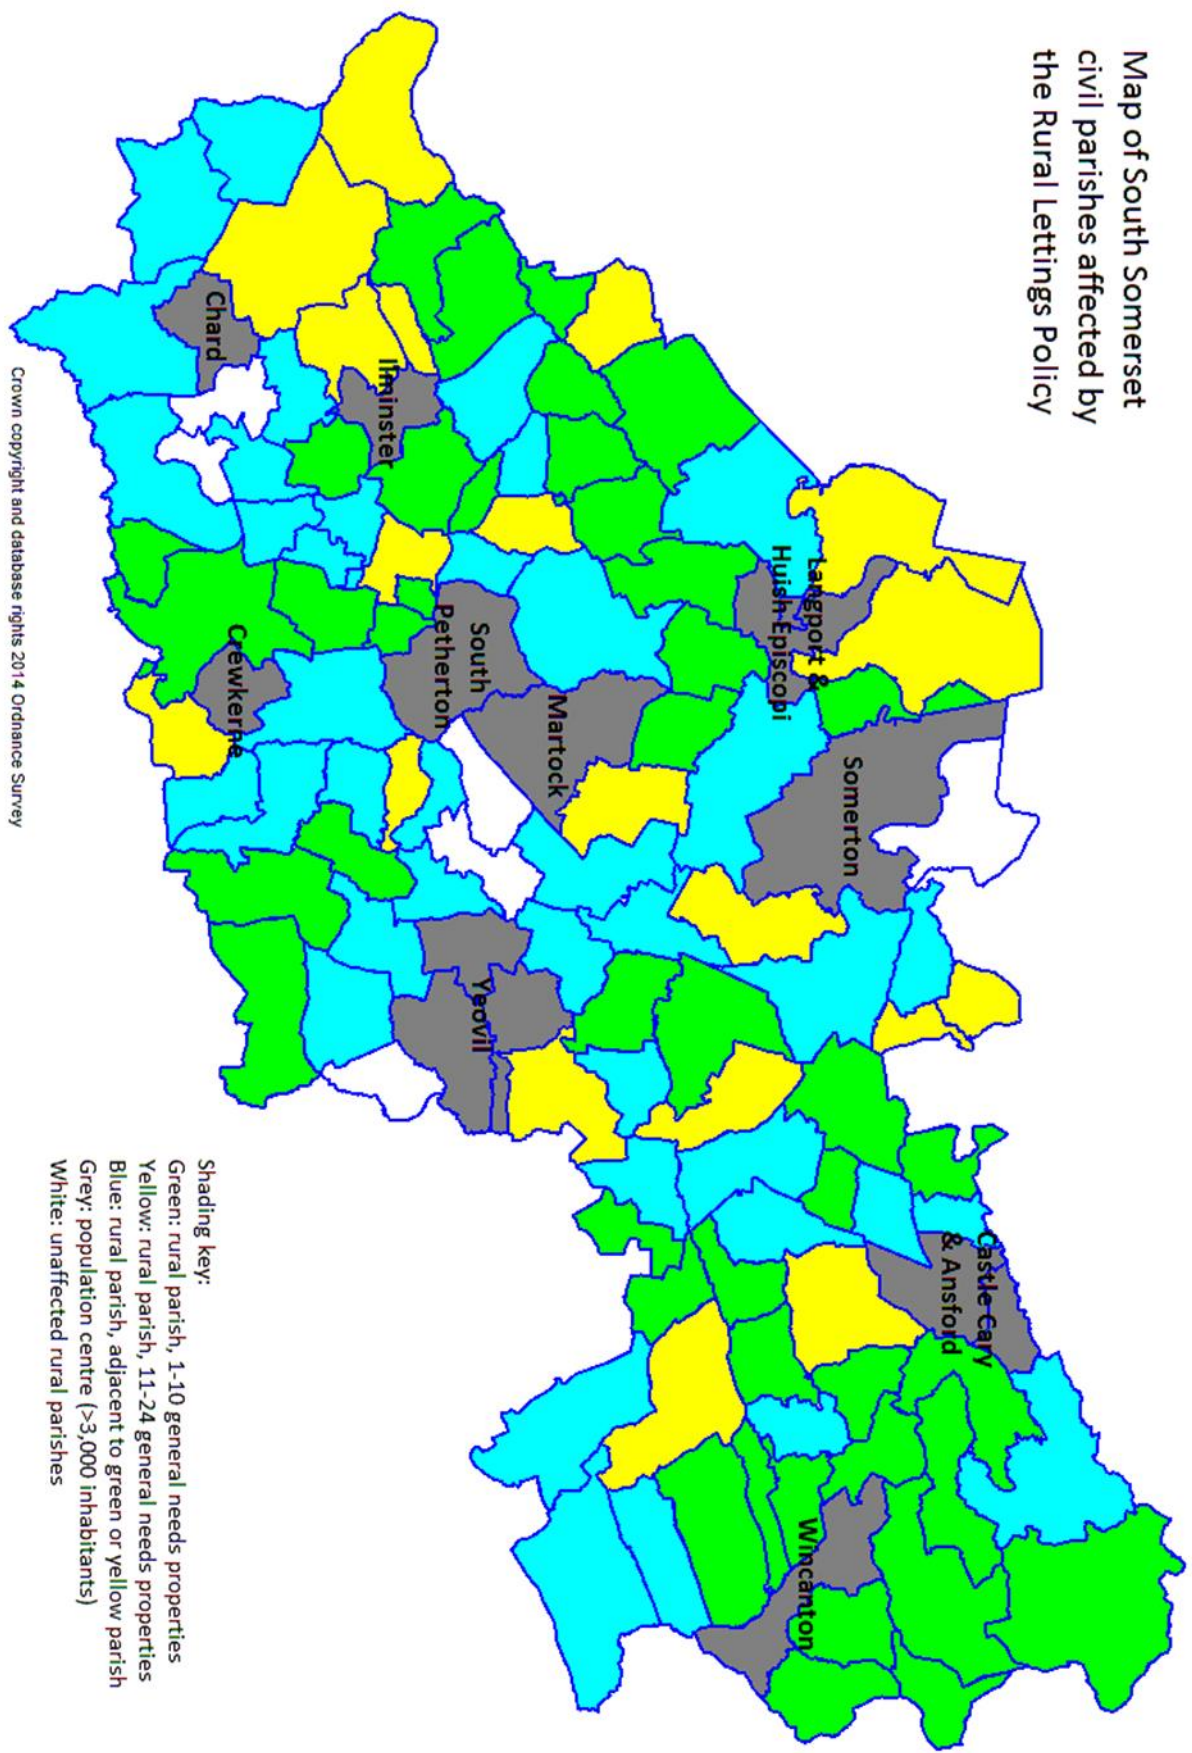 Map of South Somerset
civil parishes affected by
the Rural Lettings Policy
Castle Cary
& Ansford
Somerton
Langport &
Huish Episcopi
Wincanton
Martock
South
Petherton
Yeovil
Ilminster
Crewkerne
Chard
Shading key:
Green: rural parish, 1-10 general needs properties
Yellow: rural parish, 11-24 general needs properties
Blue: rural parish, adjacent to green or yellow parish
Grey: population centre (>3,000 inhabitants)
White: unaffected rural parishes
Crown copyright and database rights 2014 Ordnance Survey